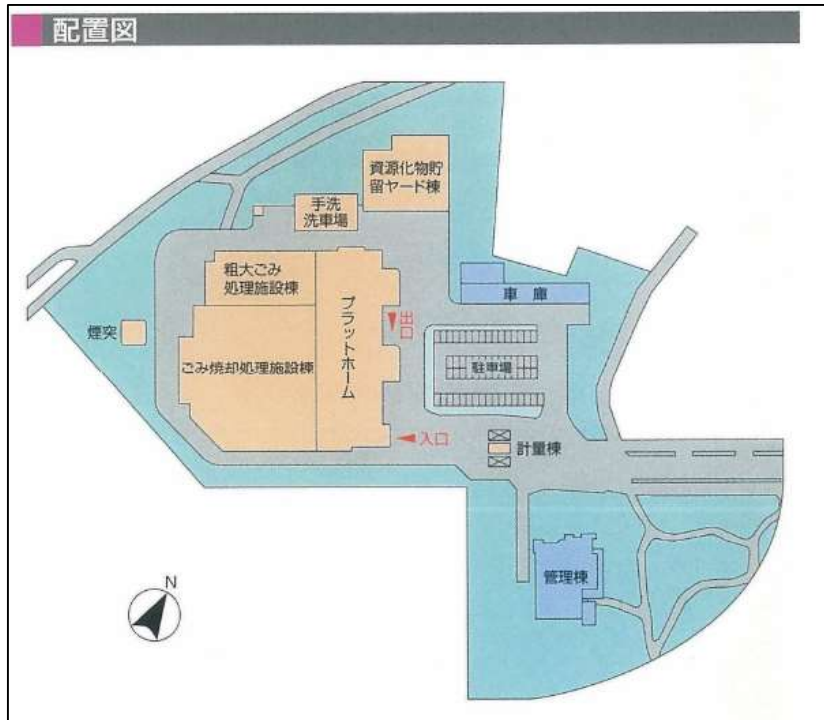 配置図
資源化物貯
留ヤード棟
手洗
洗車場
粗大ごみ
処理施設棟
プラットホーム
車庫
出口
煙突
ごみ焼却処理施設棟
駐車場
入口
計量棟
管理棟
N